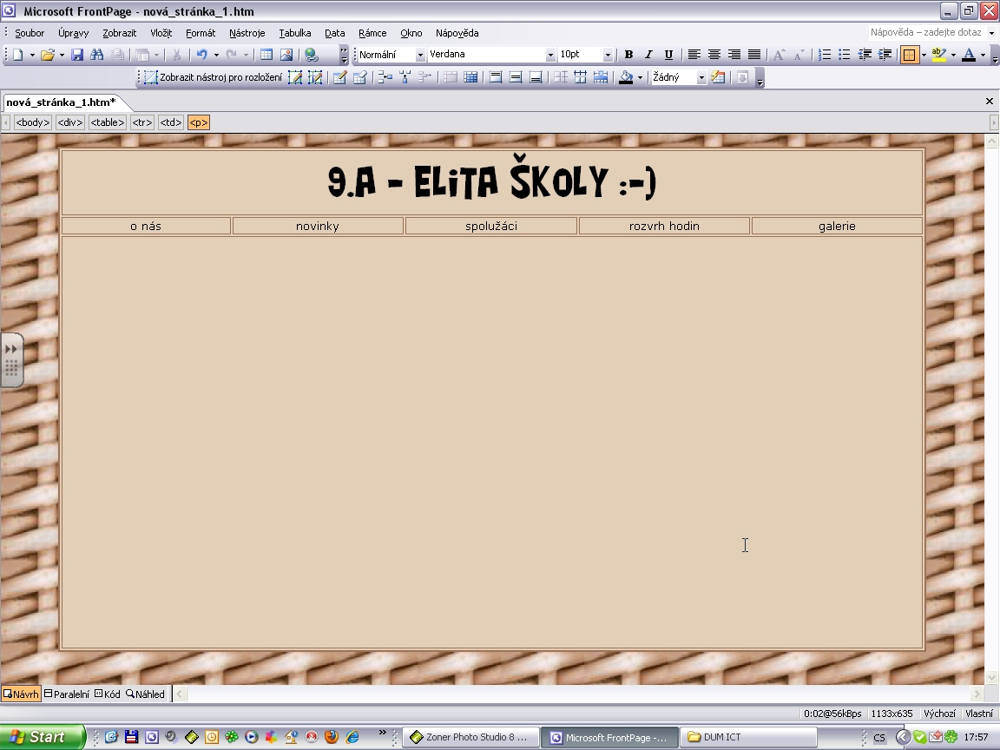 Microsoft FrontPage - nová_stránka_1.htm
Soubor Úpravy Zobrazit Vložit Formát Nástroje Tabulka Data Rámce Okno Nápověda Nápověda – zadejte dotaz
Normální Verdana 10pt B I U A A ab A
Zobrazit nástroj pro rozložení Žádný
nová_stránka_1.htm*
<body> <div> <table> <tr> <td> <p>
9.A - ELiTA ŠKOLY :-)
o nás novinky spolužáci rozvrh hodin galerie
Návrh Paralelní Kód Náhled
0:02@56kBps 1133x635 Výchozí Vlastní
Start Zoner Photo Studio 8 ... Microsoft FrontPage -... DUM ICT CS 17:57